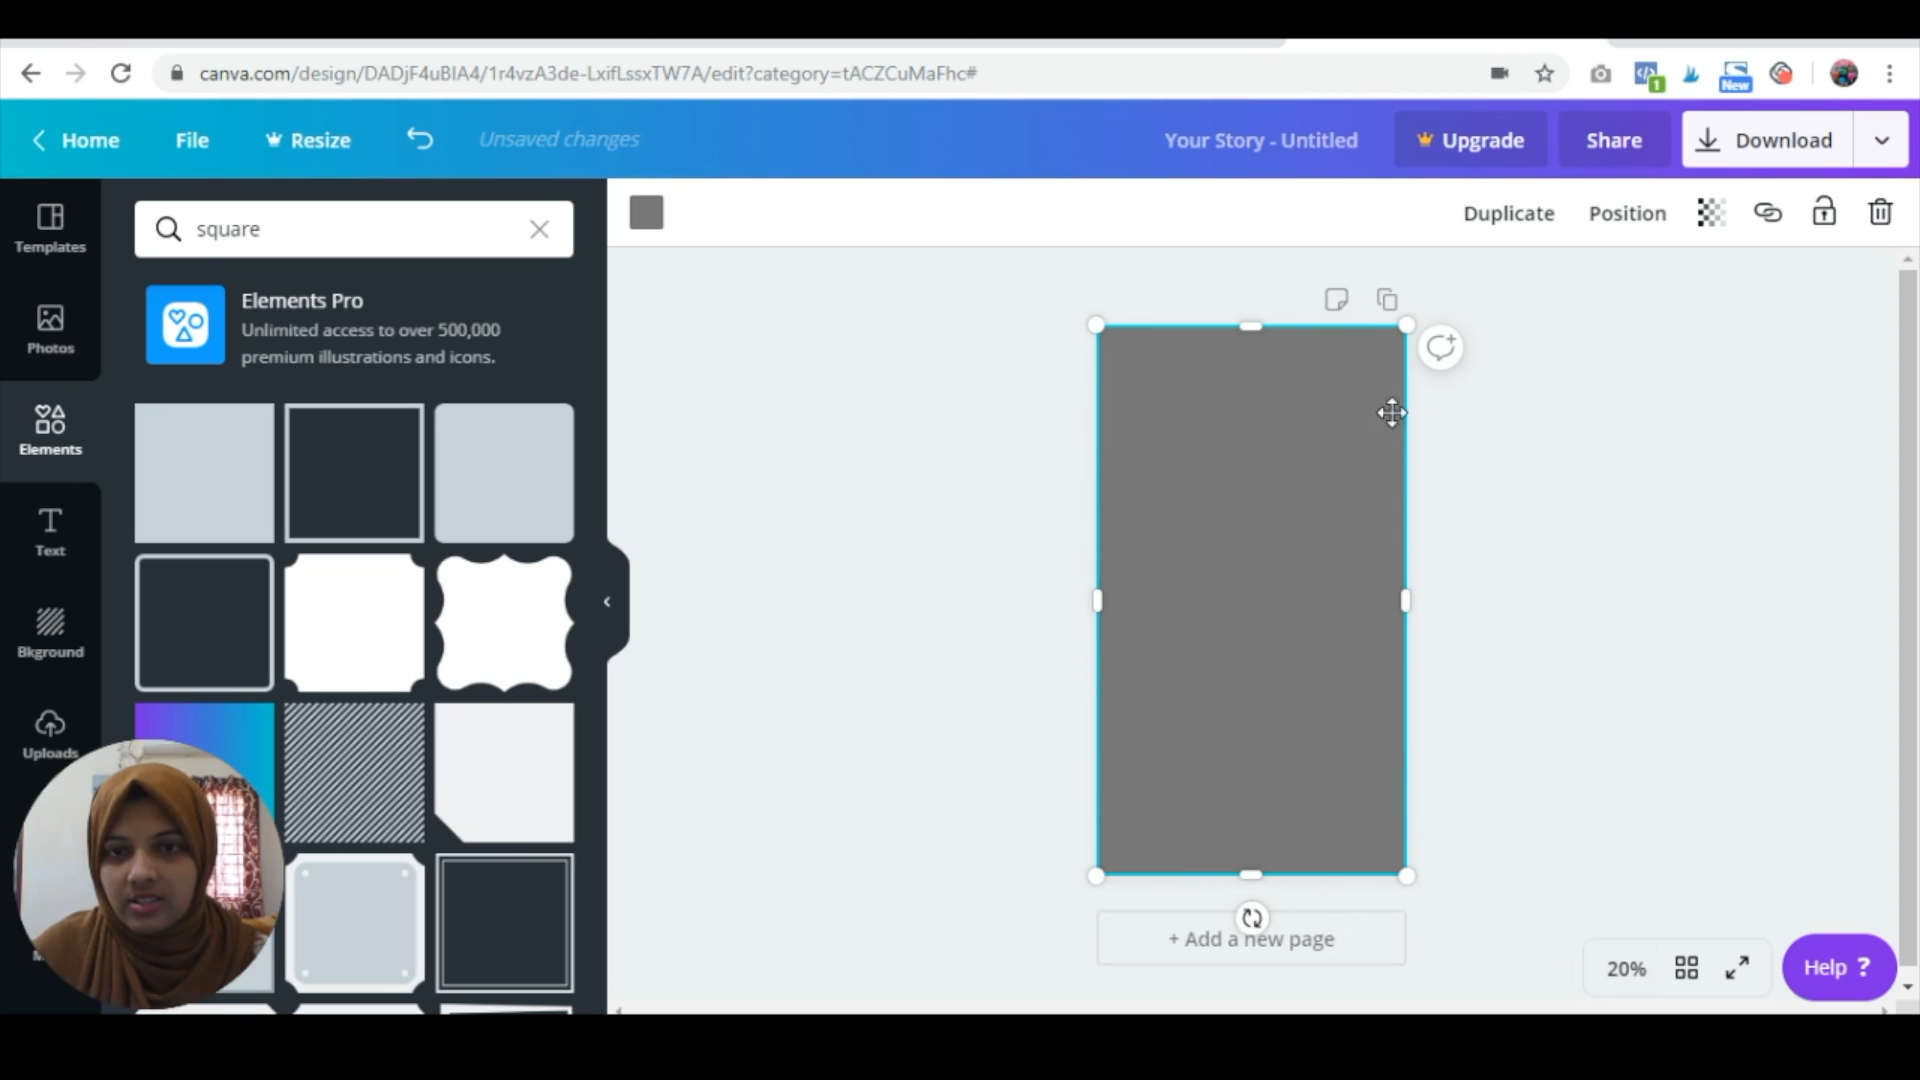 canva.com/design/DADjF4uBIA4/1r4vzA3de-LxifLssxTW7A/edit?category=tACZCuMaFhc#
1
New
Home
File
Resize
Unsaved changes
Your Story - Untitled
Upgrade
Share
Download
Templates
Photos
Elements
Text
Bkground
Uploads
square
Elements Pro
Unlimited access to over 500,000
premium illustrations and icons.
Duplicate
Position
+ Add a new page
20%
Help ?